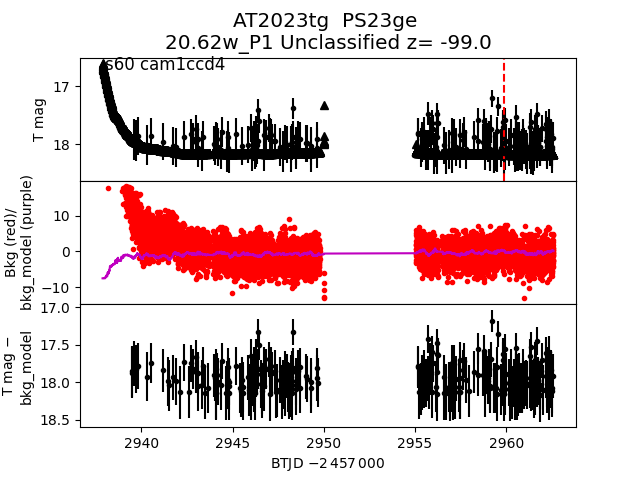 AT2023tg PS23ge
20.62w_P1 Unclassified z= -99.0
s60 cam1ccd4
T mag
17
18
Bkg (red)/
bkg_model (purple)
10
0
−10
T mag −
bkg_model
17.0
17.5
18.0
18.5
2940 2945 2950 2955 2960
BTJD −2 457 000